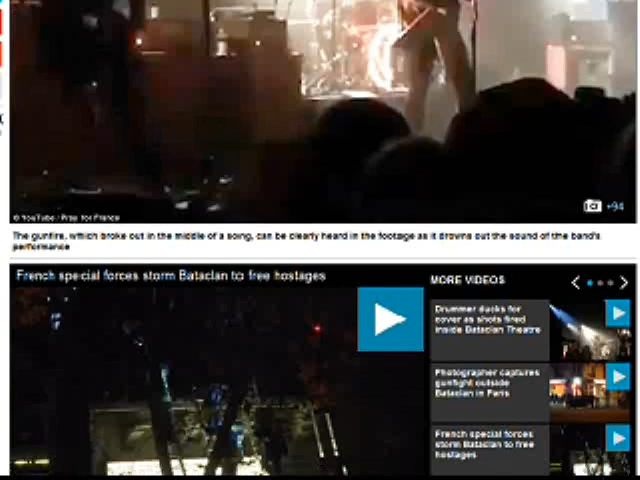 © YouTube / Pray for France
+94
The gunfire, which broke out in the middle of a song, can be clearly heard in the footage as it drowns out the sound of the band's
performance
French special forces storm Bataclan to free hostages
MORE VIDEOS
Drummer ducks for
cover as shots fired
inside Bataclan Theatre
Photographer captures
gunfight outside
Bataclan in Paris
French special forces
storm Bataclan to free
hostages